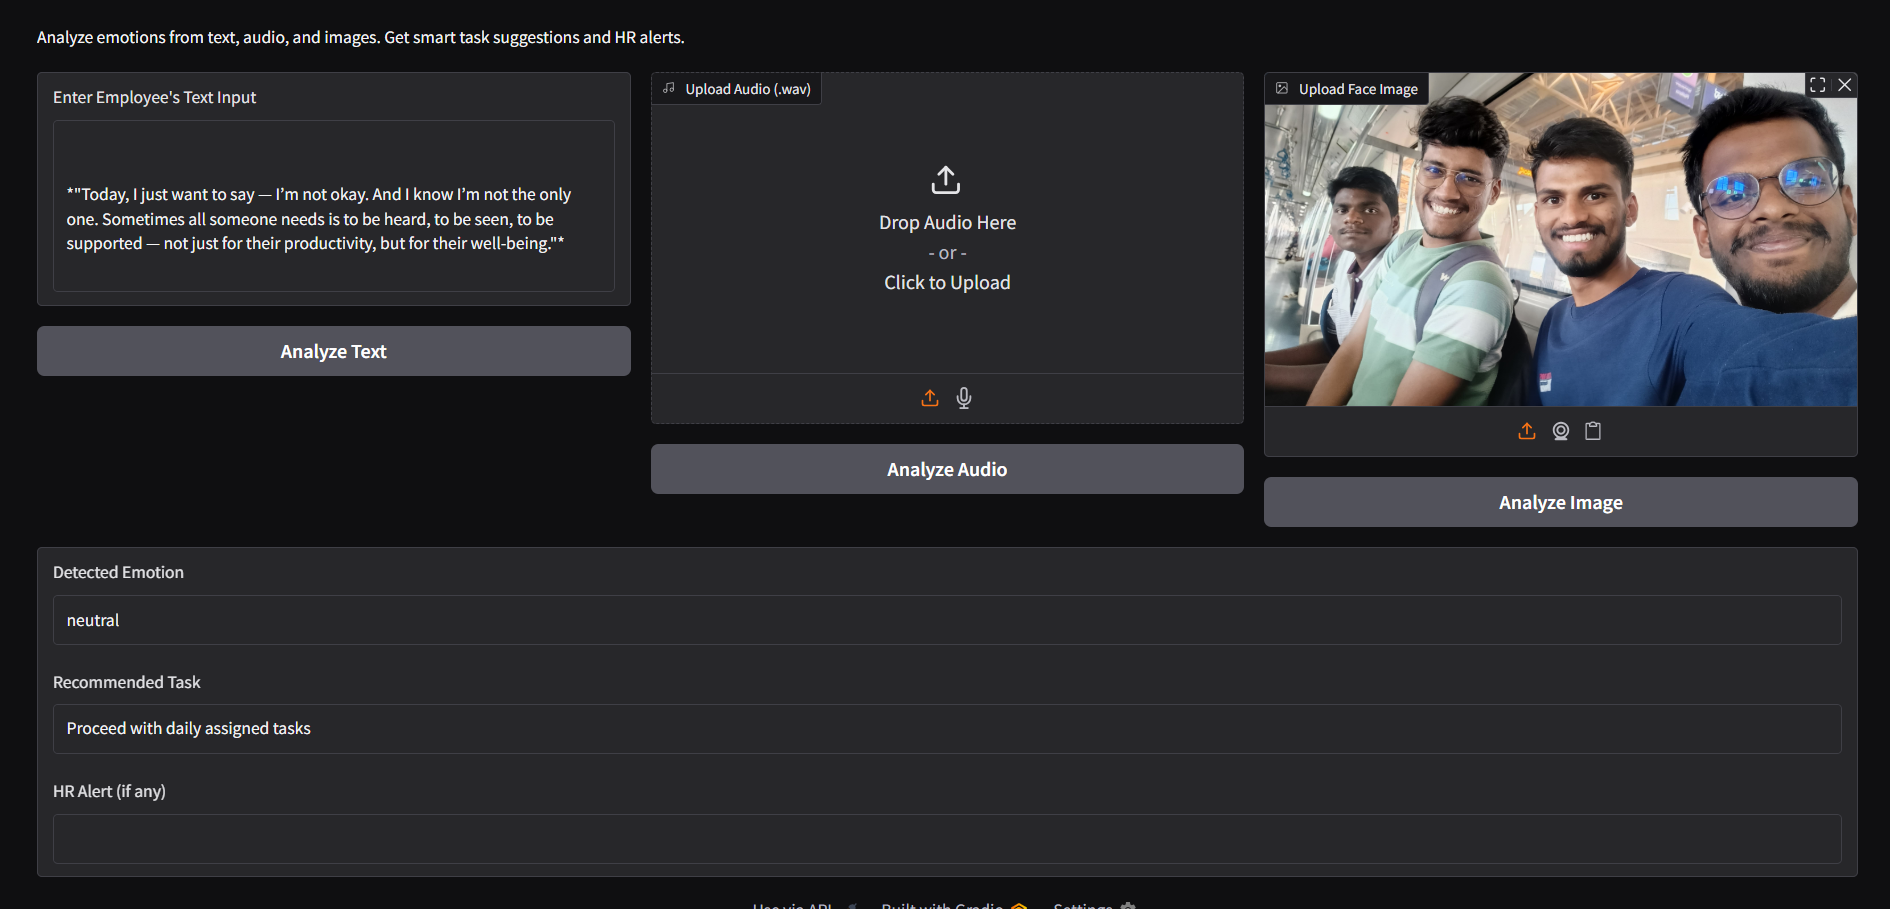 Analyze emotions from text, audio, and images. Get smart task suggestions and HR alerts.
Enter Employee's Text Input
*"Today, I just want to say — I’m not okay. And I know I’m not the only
one. Sometimes all someone needs is to be heard, to be seen, to be
supported — not just for their productivity, but for their well-being."*
Analyze Text
Upload Audio (.wav)
Drop Audio Here
- or -
Click to Upload
Analyze Audio
Upload Face Image
Analyze Image
Detected Emotion
neutral
Recommended Task
Proceed with daily assigned tasks
HR Alert (if any)
Use via API
Built with Gradio
Settings